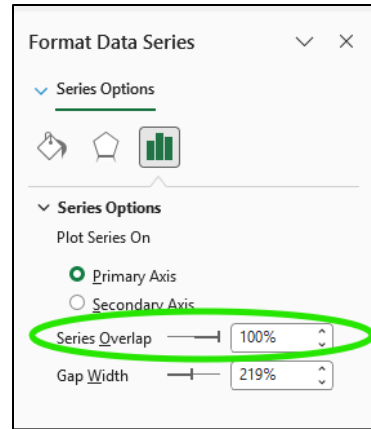 Format Data Series
Series Options
Series Options
Plot Series On
Primary Axis
Secondary Axis
Series Overlap 100%
Gap Width 219%